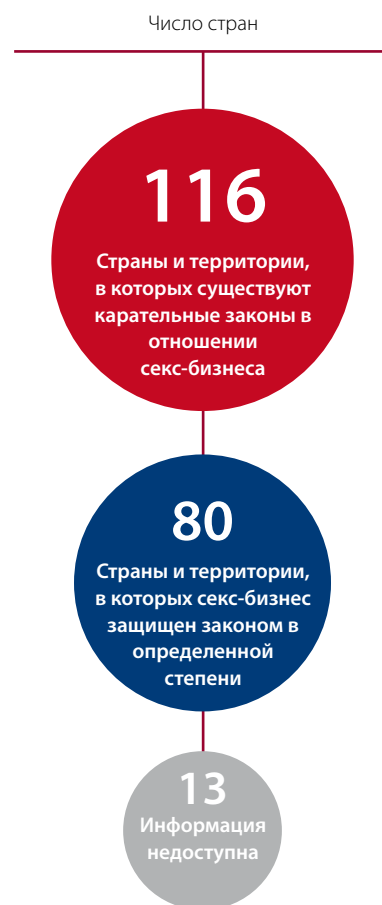 Число стран
116
Страны и территории,
в которых существуют
карательные законы в
отношении
секс-бизнеса
80
Страны и территории,
в которых секс-бизнес
защищен законом в
определенной
степени
13
Информация
недоступна